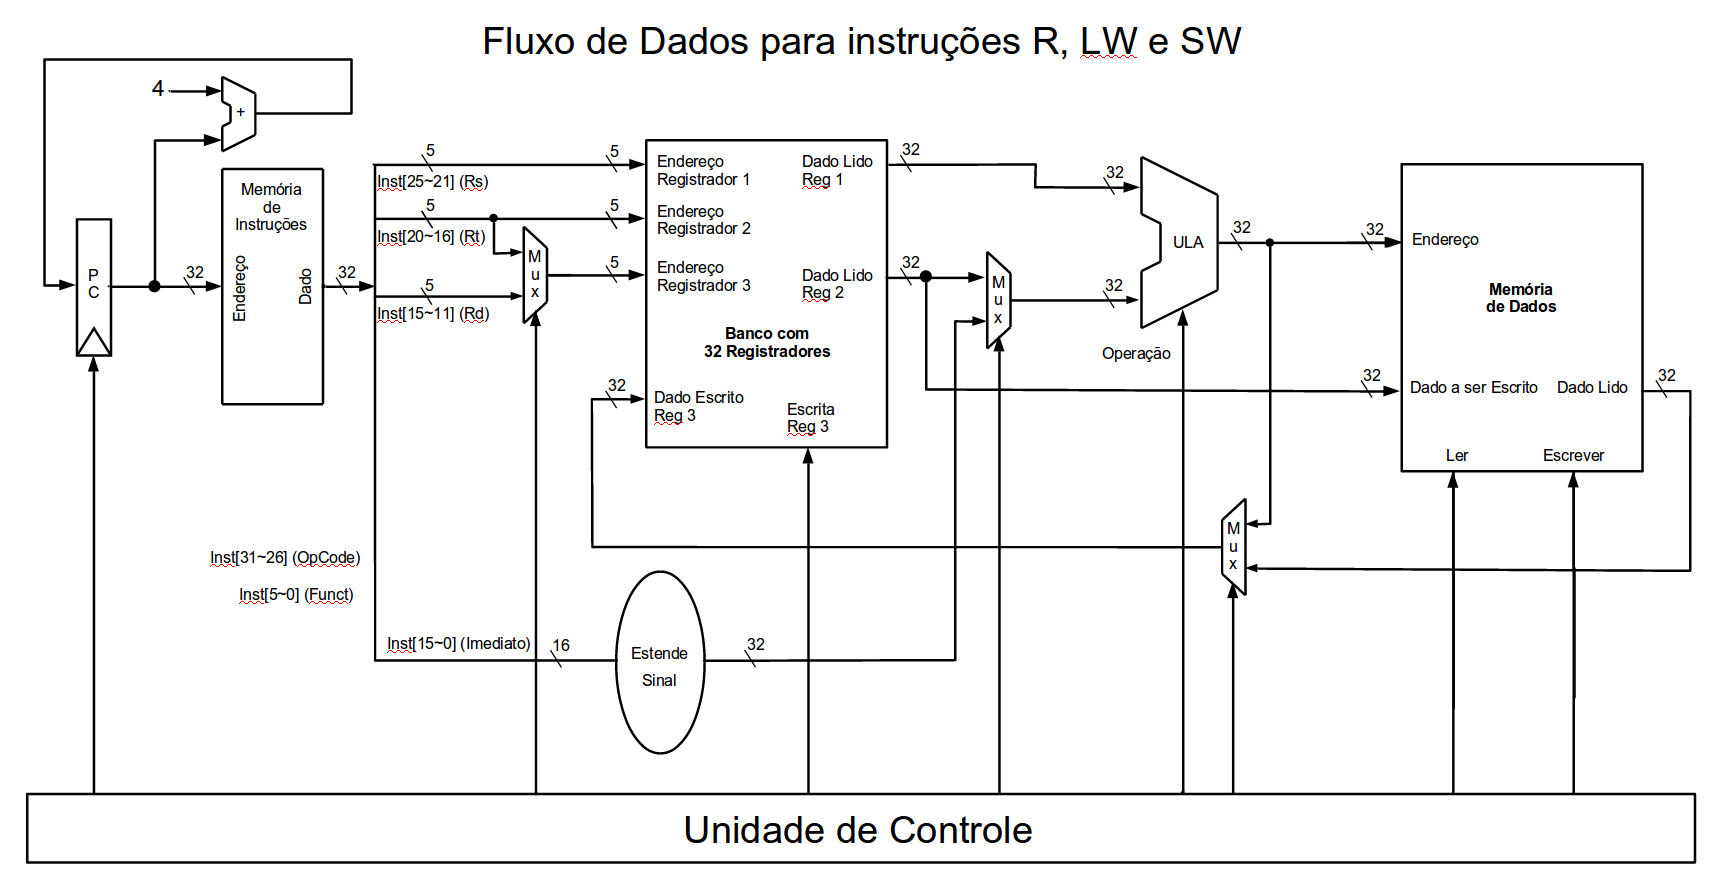 Fluxo de Dados para instruções R, LW e SW
4
+
Memória
de
Instruções
Endereço
Dado
P
C
32
32
5
5
Inst[25~21] (Rs)
5
5
Inst[20~16] (Rt)
5
5
Inst[15~11] (Rd)
M
u
x
Endereço
Registrador 1
Dado Lido
Reg 1
Endereço
Registrador 2
Endereço
Registrador 3
Dado Lido
Reg 2
Banco com
32 Registradores
32
Dado Escrito
Reg 3
Escrita
Reg 3
32
32
M
u
x
32
32
ULA
Operação
32
32
Endereço
Memória
de Dados
32
Dado a ser Escrito
Dado Lido
32
Ler
Escrever
M
u
x
Inst[31~26] (OpCode)
Inst[5~0] (Funct)
Inst[15~0] (Imediato)
16
Estende
Sinal
32
Unidade de Controle